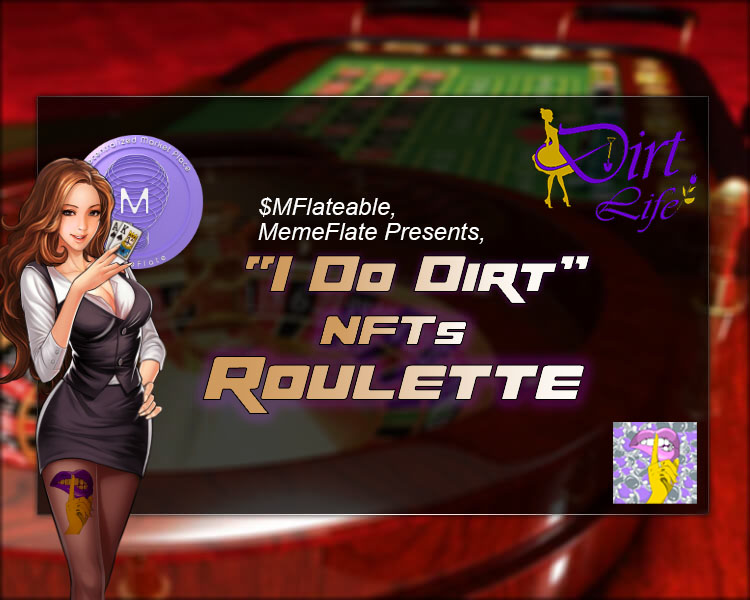 M
A K
$MFlateable,
MemeFlate Presents,
"I Do Dirt"
NFTs
Roulette
Dirt
Life